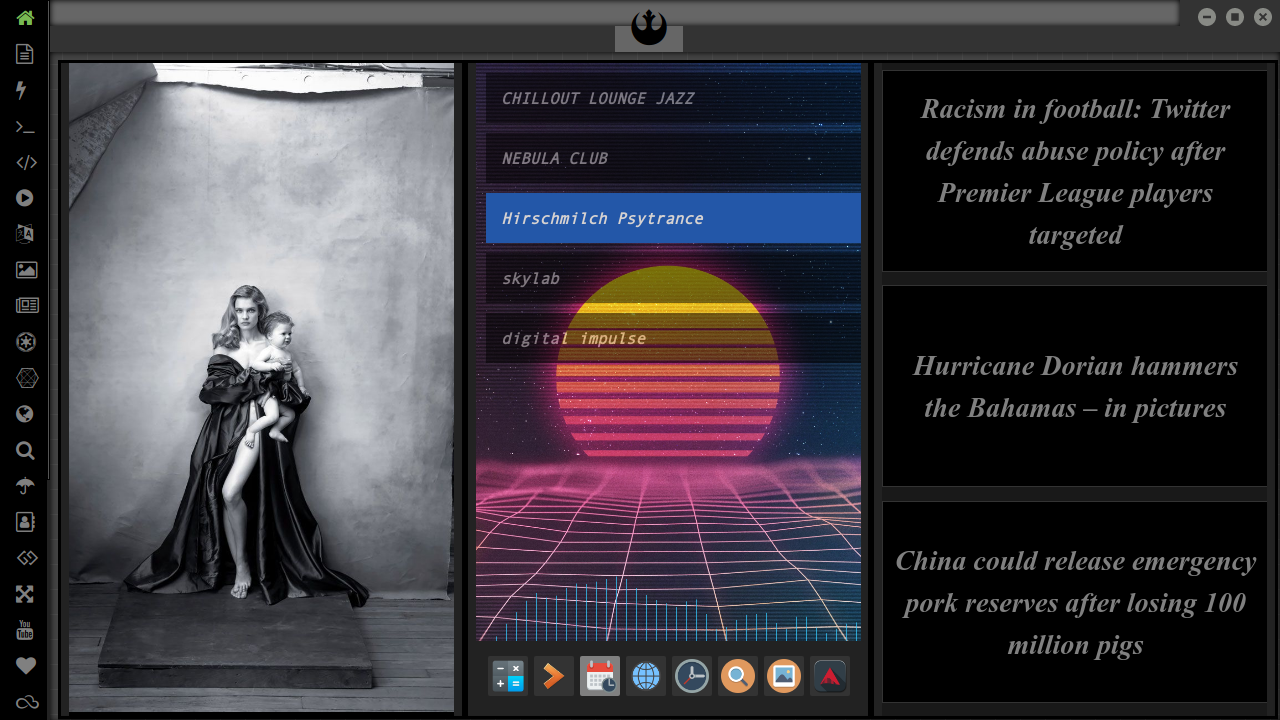 CHILLOUT LOUNGE JAZZ
NEBULA CLUB
Hirschmilch Psytrance
skylab
digital impulse
Racism in football: Twitter
defends abuse policy after
Premier League players
targeted
Hurricane Dorian hammers
the Bahamas – in pictures
China could release emergency
pork reserves after losing 100
million pigs
You
Tube